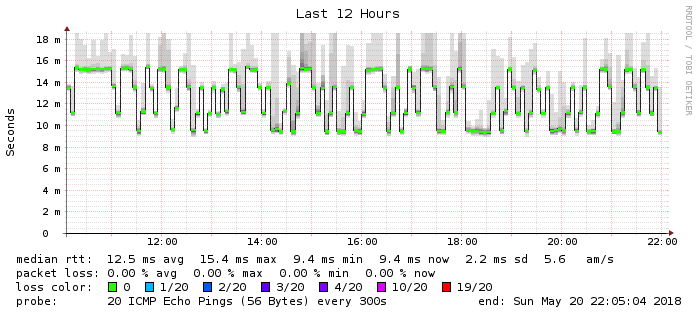 Last 12 Hours
RRDTOOL / TOBI OETIKER
Seconds
18 m
16 m
14 m
12 m
10 m
8 m
6 m
4 m
2 m
0
12:00 14:00 16:00 18:00 20:00 22:00
median rtt: 12.5 ms avg 15.4 ms max 9.4 ms min 9.4 ms now 2.2 ms sd 5.6 am/s
packet loss: 0.00 % avg 0.00 % max 0.00 % min 0.00 % now
loss color: 0 1/20 2/20 3/20 4/20 10/20 19/20
probe: 20 ICMP Echo Pings (56 Bytes) every 300s end: Sun May 20 22:05:04 2018